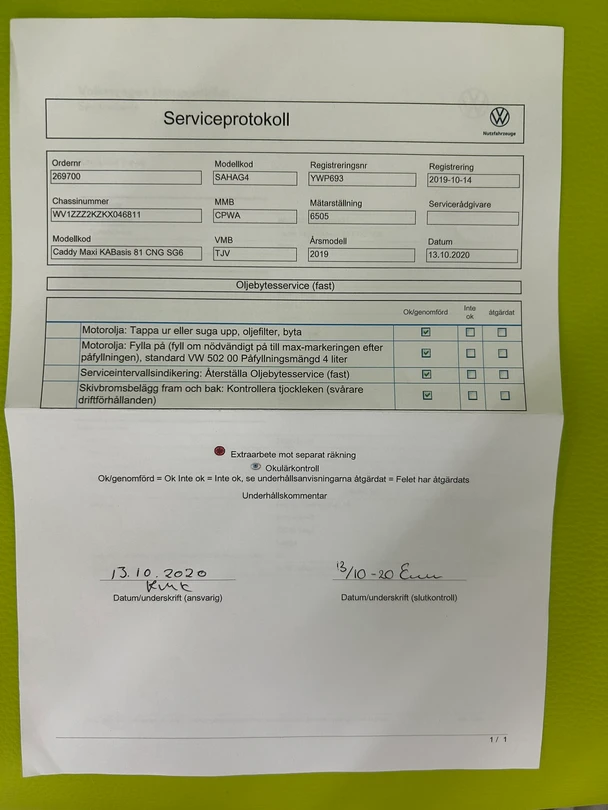 Serviceprotokoll
Nutzfahrzeuge
Ordernr Modellkod Registreringsnr Registrering
269700 SAHAG4 YWP693 2019-10-14
Chassinummer MMB Mätarställning Servicerådgivare
WV1ZZZ2KZKX046811 CPWA 6505
Modellkod VMB Årsmodell Datum
Caddy Maxi KABasis 81 CNG SG6 TJV 2019 13.10.2020
Oljebytesservice (fast)
Ok/genomförd Inte ok åtgärdat
Motorolja: Tappa ur eller suga upp, oljefilter, byta
Motorolja: Fylla på (fyll om nödvändigt på till max-markeringen efter
påfyllningen), standard VW 502 00 Påfyllningsmängd 4 liter
Serviceintervallsindikering: Återställa Oljebytesservice (fast)
Skivbromsbelägg fram och bak: Kontrollera tjockleken (svårare
driftförhållanden)
Extraarbete mot separat räkning
Okulärkontroll
Ok/genomförd = Ok Inte ok = Inte ok, se underhållsanvisningarna åtgärdat = Felet har åtgärdats
Underhållskommentar
13.10.2020 13/10-20
Datum/underskrift (ansvarig) Datum/underskrift (slutkontroll)
1 / 1